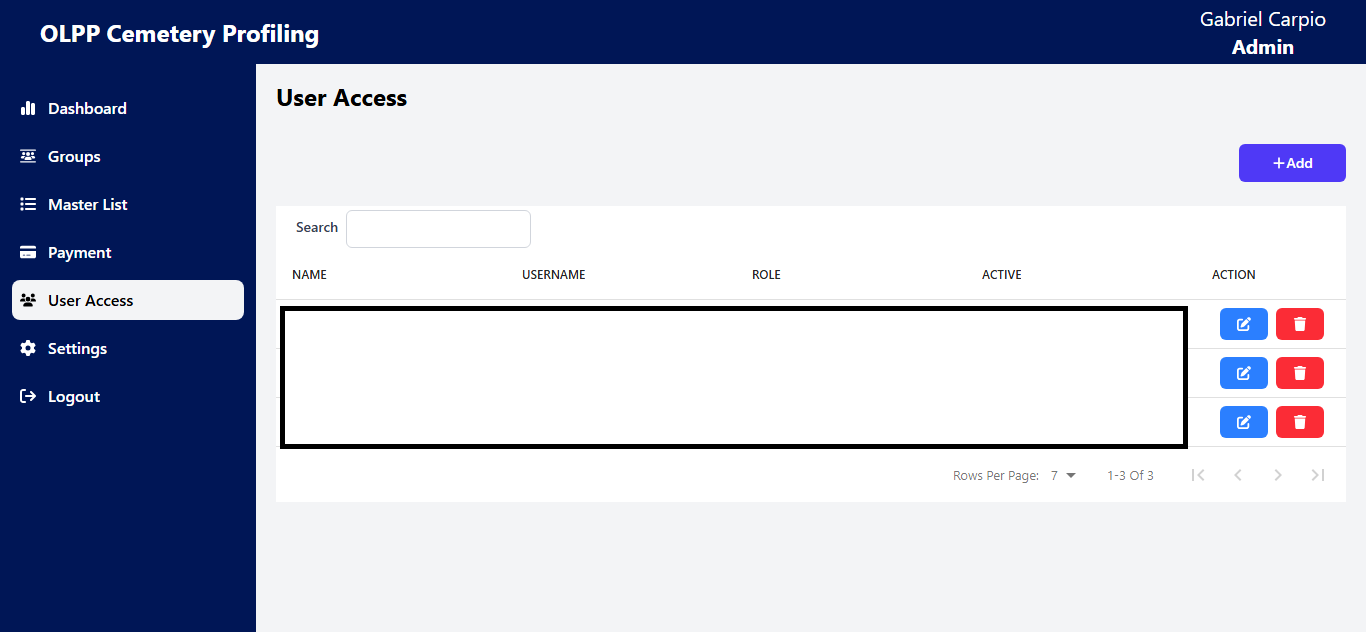 OLPP Cemetery Profiling
Gabriel Carpio
Admin
Dashboard
Groups
Master List
Payment
User Access
Settings
Logout
User Access
+Add
Search
NAME USERNAME ROLE ACTIVE ACTION
Rows Per Page: 7 1-3 Of 3